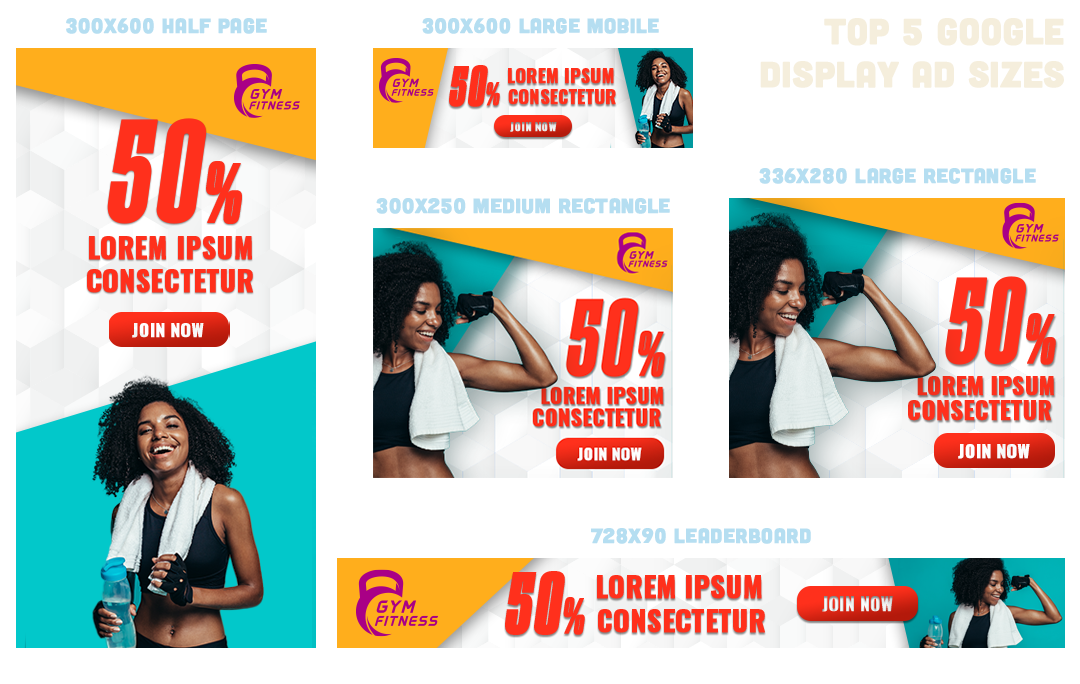 300X600 HALF PAGE
GYM
FITNESS
50%
LOREM IPSUM
CONSECTETUR
JOIN NOW
300X600 LARGE MOBILE
GYM
FITNESS
50%
LOREM IPSUM
CONSECTETUR
JOIN NOW
TOP 5 GOOGLE
DISPLAY AD SIZES
300X250 MEDIUM RECTANGLE
GYM
FITNESS
50%
LOREM IPSUM
CONSECTETUR
JOIN NOW
336X280 LARGE RECTANGLE
GYM
FITNESS
50%
LOREM IPSUM
CONSECTETUR
JOIN NOW
728X90 LEADERBOARD
GYM
FITNESS
50%
LOREM IPSUM
CONSECTETUR
JOIN NOW